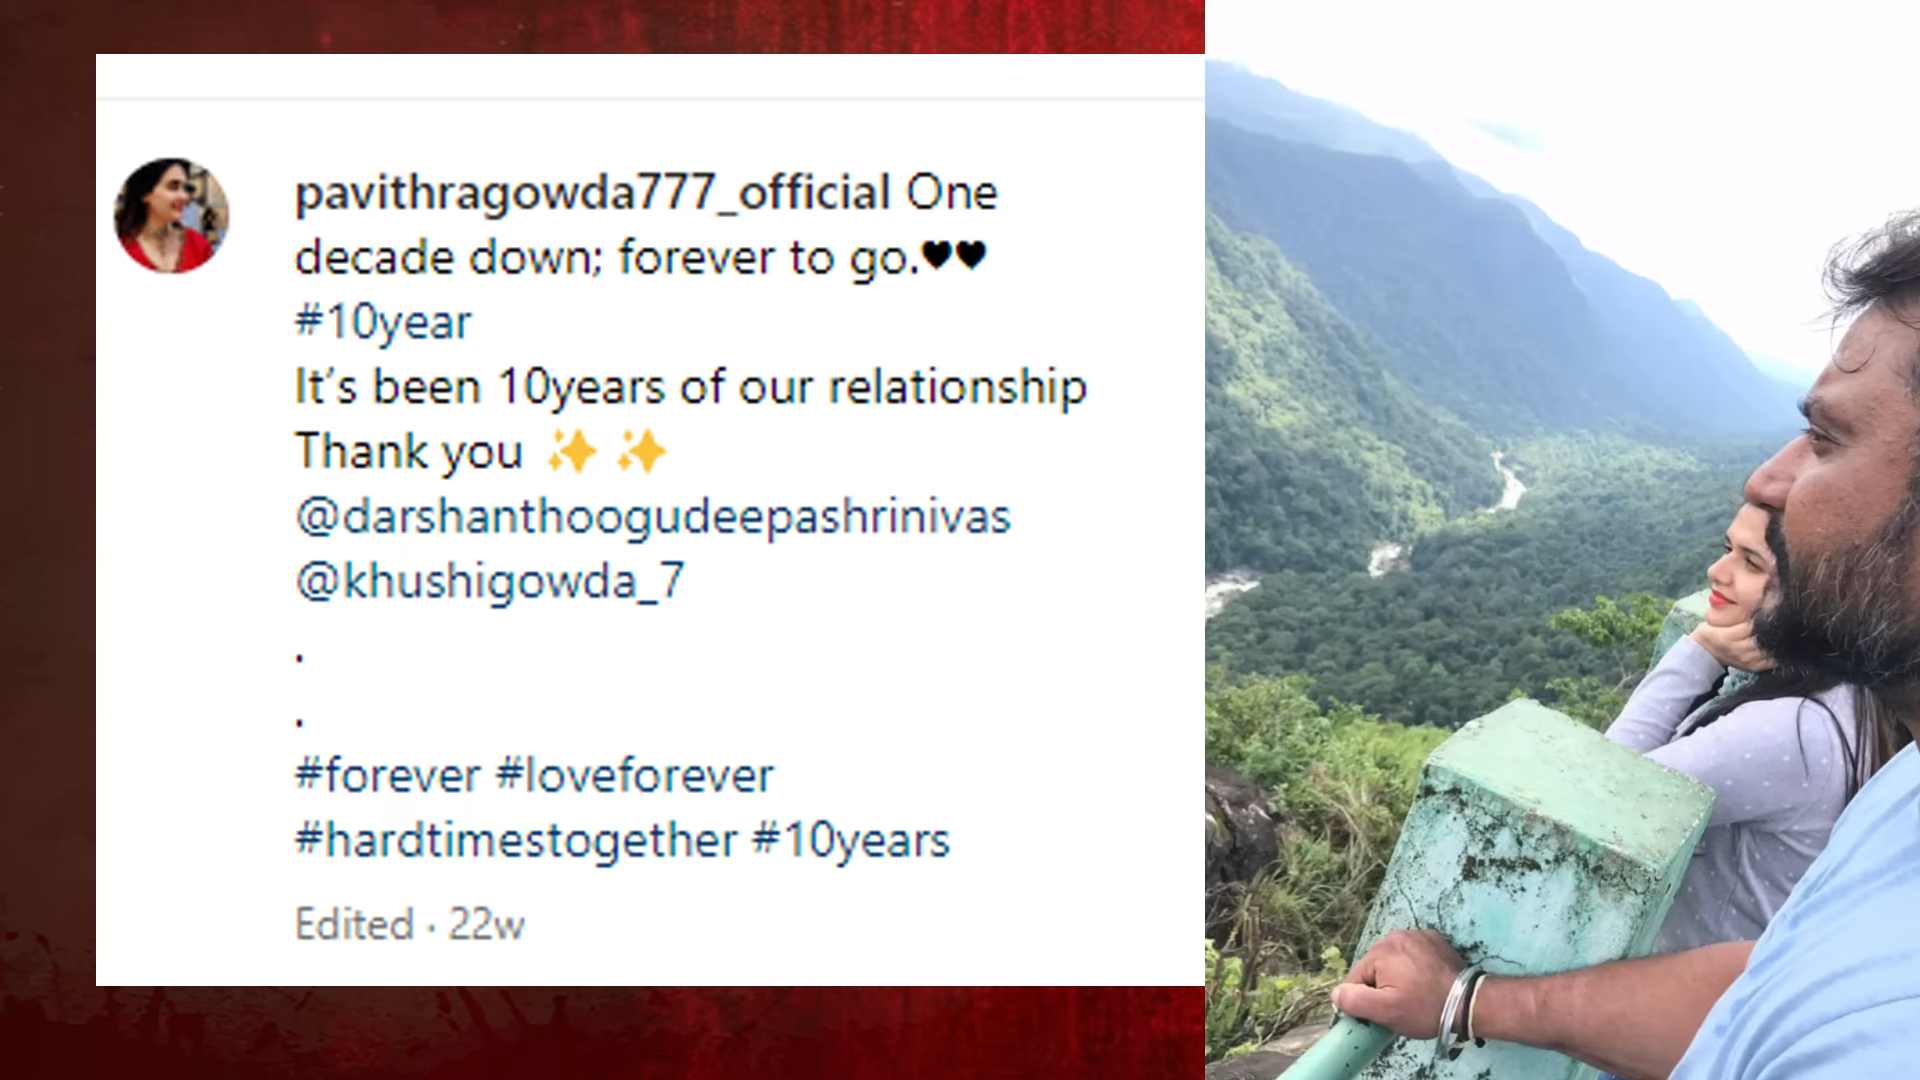 pavithragowda777_official One
decade down; forever to go.🖤🖤
#10year
It’s been 10years of our relationship
Thank you ✨ ✨
@darshanthoogudeepashrinivas
@khushigowda_7
.
.
#forever #loveforever
#hardtimestogether #10years
Edited · 22w